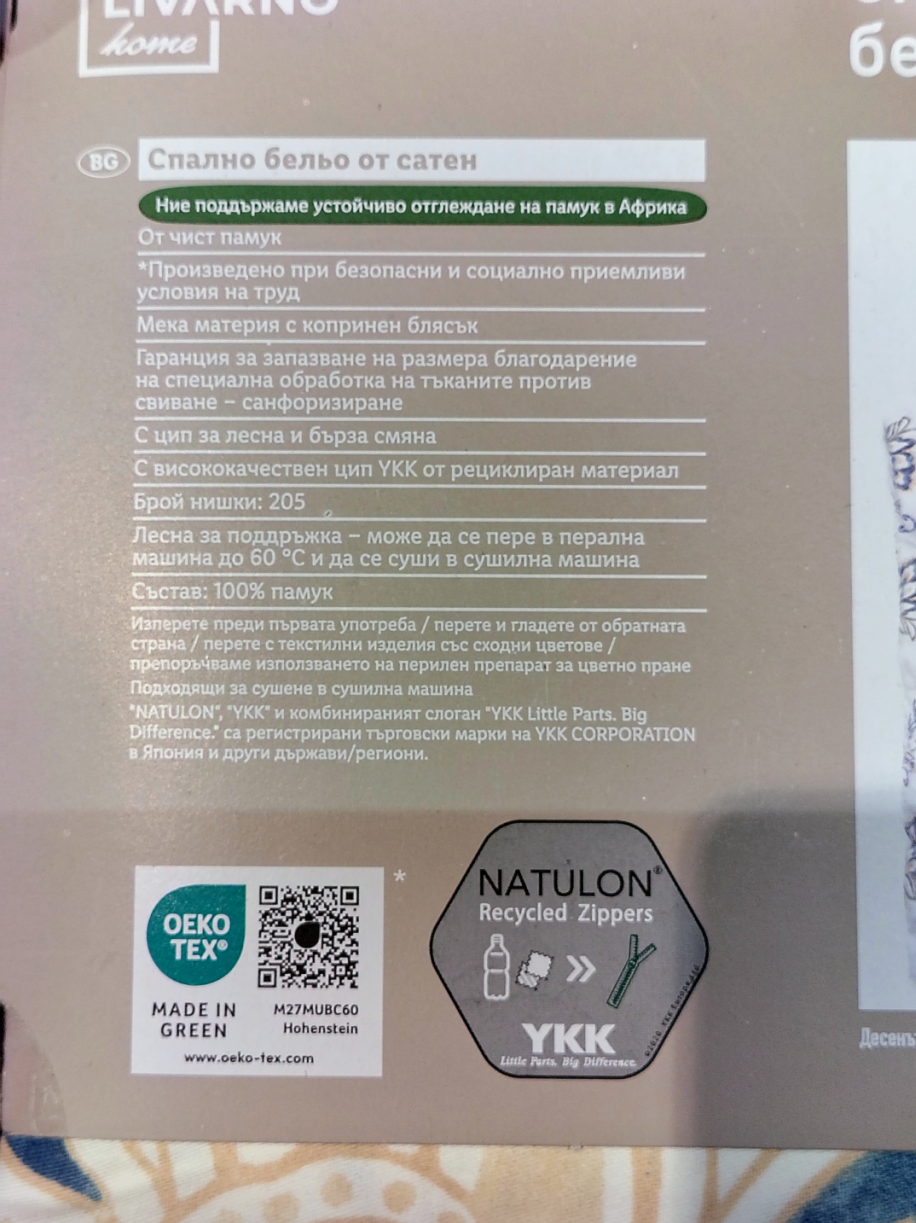 LIVARNO
home
бе
BG
Спално бельо от сатен
Ние поддържаме устойчиво отглеждане на памук в Африка
От чист памук
*Произведено при безопасни и социално приемливи
условия на труд
Мека материя с копринен блясък
Гаранция за запазване на размера благодарение
на специална обработка на тъканите против
свиване – санфоризиране
С цип за лесна и бърза смяна
С висококачествен цип YKK от рециклиран материал
Брой нишки: 205
Лесна за поддръжка – може да се пере в перална
машина до 60 °C и да се суши в сушилна машина
Състав: 100% памук
Изперете преди първата употреба / перете и гладете от обратната
страна / перете с текстилни изделия със сходни цветове /
препоръчваме използването на перилен препарат за цветно пране
Подходящи за сушене в сушилна машина
"NATULON", "YKK" и комбинираният слоган "YKK Little Parts. Big
Difference." са регистрирани търговски марки на YKK CORPORATION
в Япония и други държави/региони.
*
OEKO
TEX®
MADE IN
GREEN
M27MUBC60
Hohenstein
www.oeko-tex.com
NATULON®
Recycled Zippers
YKK
Little Parts. Big Difference.
Десенъ